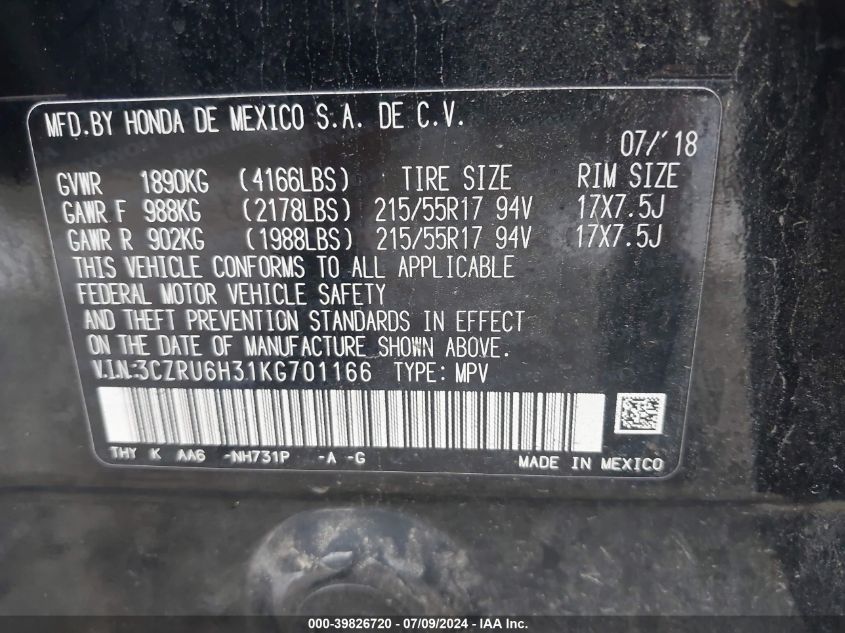 MFD.BY HONDA DE MEXICO S.A. DE C.V.
07/'18
GVWR 1890KG (4166LBS) TIRE SIZE RIM SIZE
GAWR F 988KG (2178LBS) 215/55R17 94V 17X7.5J
GAWR R 902KG (1988LBS) 215/55R17 94V 17X7.5J
THIS VEHICLE CONFORMS TO ALL APPLICABLE
FEDERAL MOTOR VEHICLE SAFETY
AND THEFT PREVENTION STANDARDS IN EFFECT
ON THE DATE OF MANUFACTURE SHOWN ABOVE.
V.I.N:3CZRU6H31KG701166 TYPE: MPV
THY K AA6 -NH731P -A -G
MADE IN MEXICO
000-39826720 - 07/09/2024 - IAAI.com